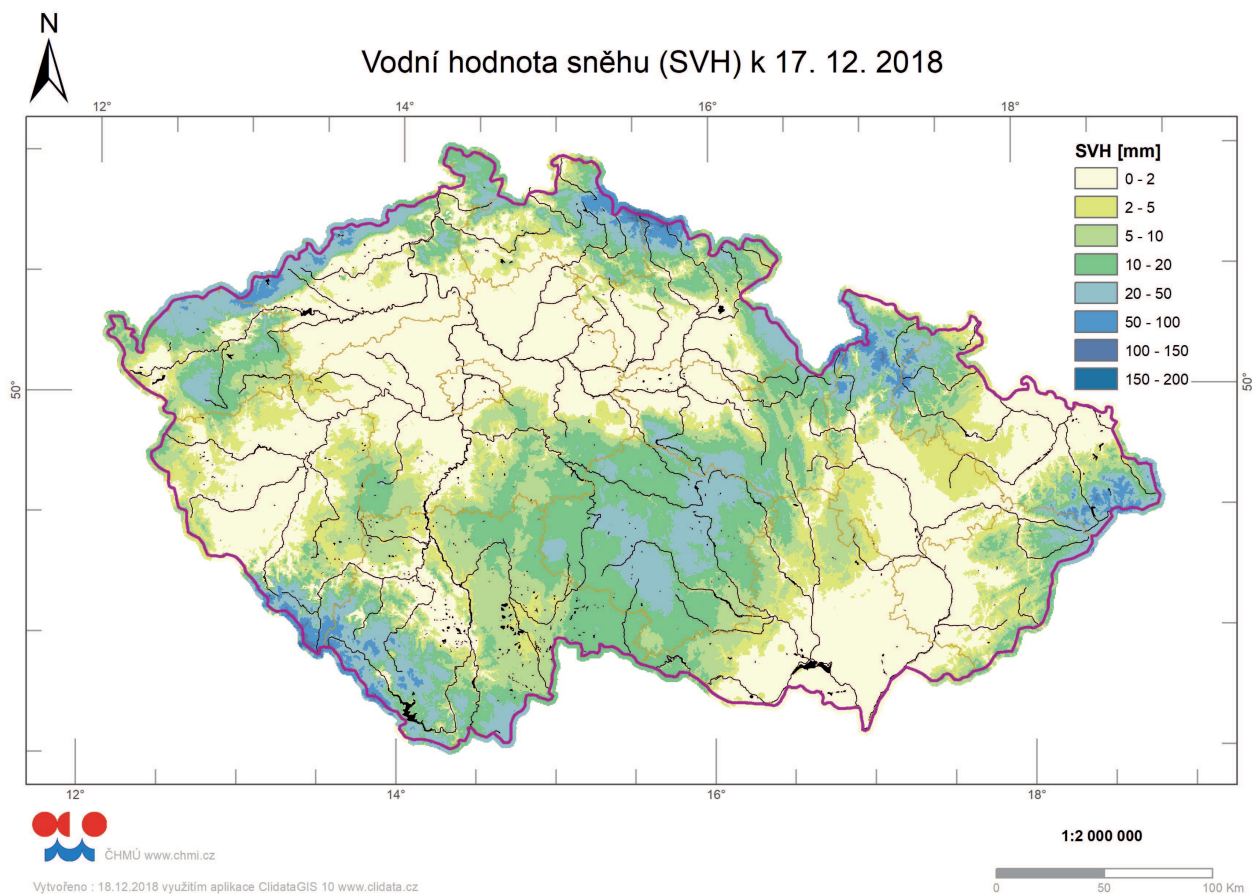 N
Vodní hodnota sněhu (SVH) k 17. 12. 2018
12° 14° 16° 18°
SVH [mm]
0 - 2
2 - 5
5 - 10
10 - 20
20 - 50
50 - 100
100 - 150
150 - 200
50° 50°
12° 14° 16° 18°
1:2 000 000
ČHMÚ www.chmi.cz
Vytvořeno : 18.12.2018 využitím aplikace ClidataGIS 10 www.clidata.cz
0 50 100 Km